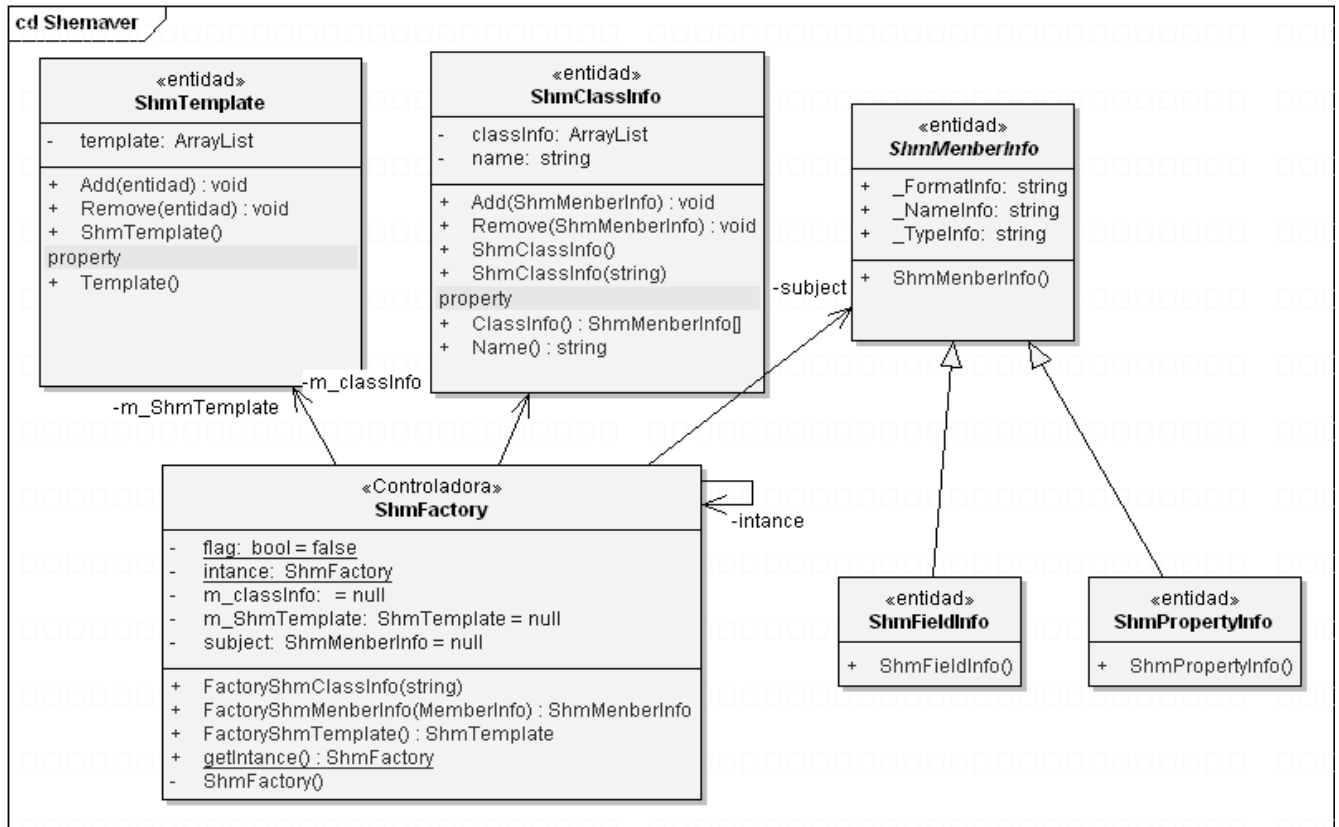 cd Shemaver
«entidad»
ShmTemplate
- template: ArrayList
+ Add(entidad) : void
+ Remove(entidad) : void
+ ShmTemplate()
property
+ Template()
«entidad»
ShmClassInfo
- classInfo: ArrayList
- name: string
+ Add(ShmMenberInfo) : void
+ Remove(ShmMenberInfo) : void
+ ShmClassInfo()
+ ShmClassInfo(string)
property
+ ClassInfo() : ShmMenberInfo[]
+ Name() : string
«entidad»
ShmMenberInfo
+ _FormatInfo: string
+ _NameInfo: string
+ _TypeInfo: string
+ ShmMenberInfo()
-subject
-m_classInfo
-m_ShmTemplate
«Controladora»
ShmFactory
- flag: bool = false
- intance: ShmFactory
- m_classInfo: = null
- m_ShmTemplate: ShmTemplate = null
- subject: ShmMenberInfo = null
+ FactoryShmClassInfo(string)
+ FactoryShmMenberInfo(MemberInfo) : ShmMenberInfo
+ FactoryShmTemplate() : ShmTemplate
+ getIntance() : ShmFactory
- ShmFactory()
-intance
«entidad»
ShmFieldInfo
+ ShmFieldInfo()
«entidad»
ShmPropertyInfo
+ ShmPropertyInfo()